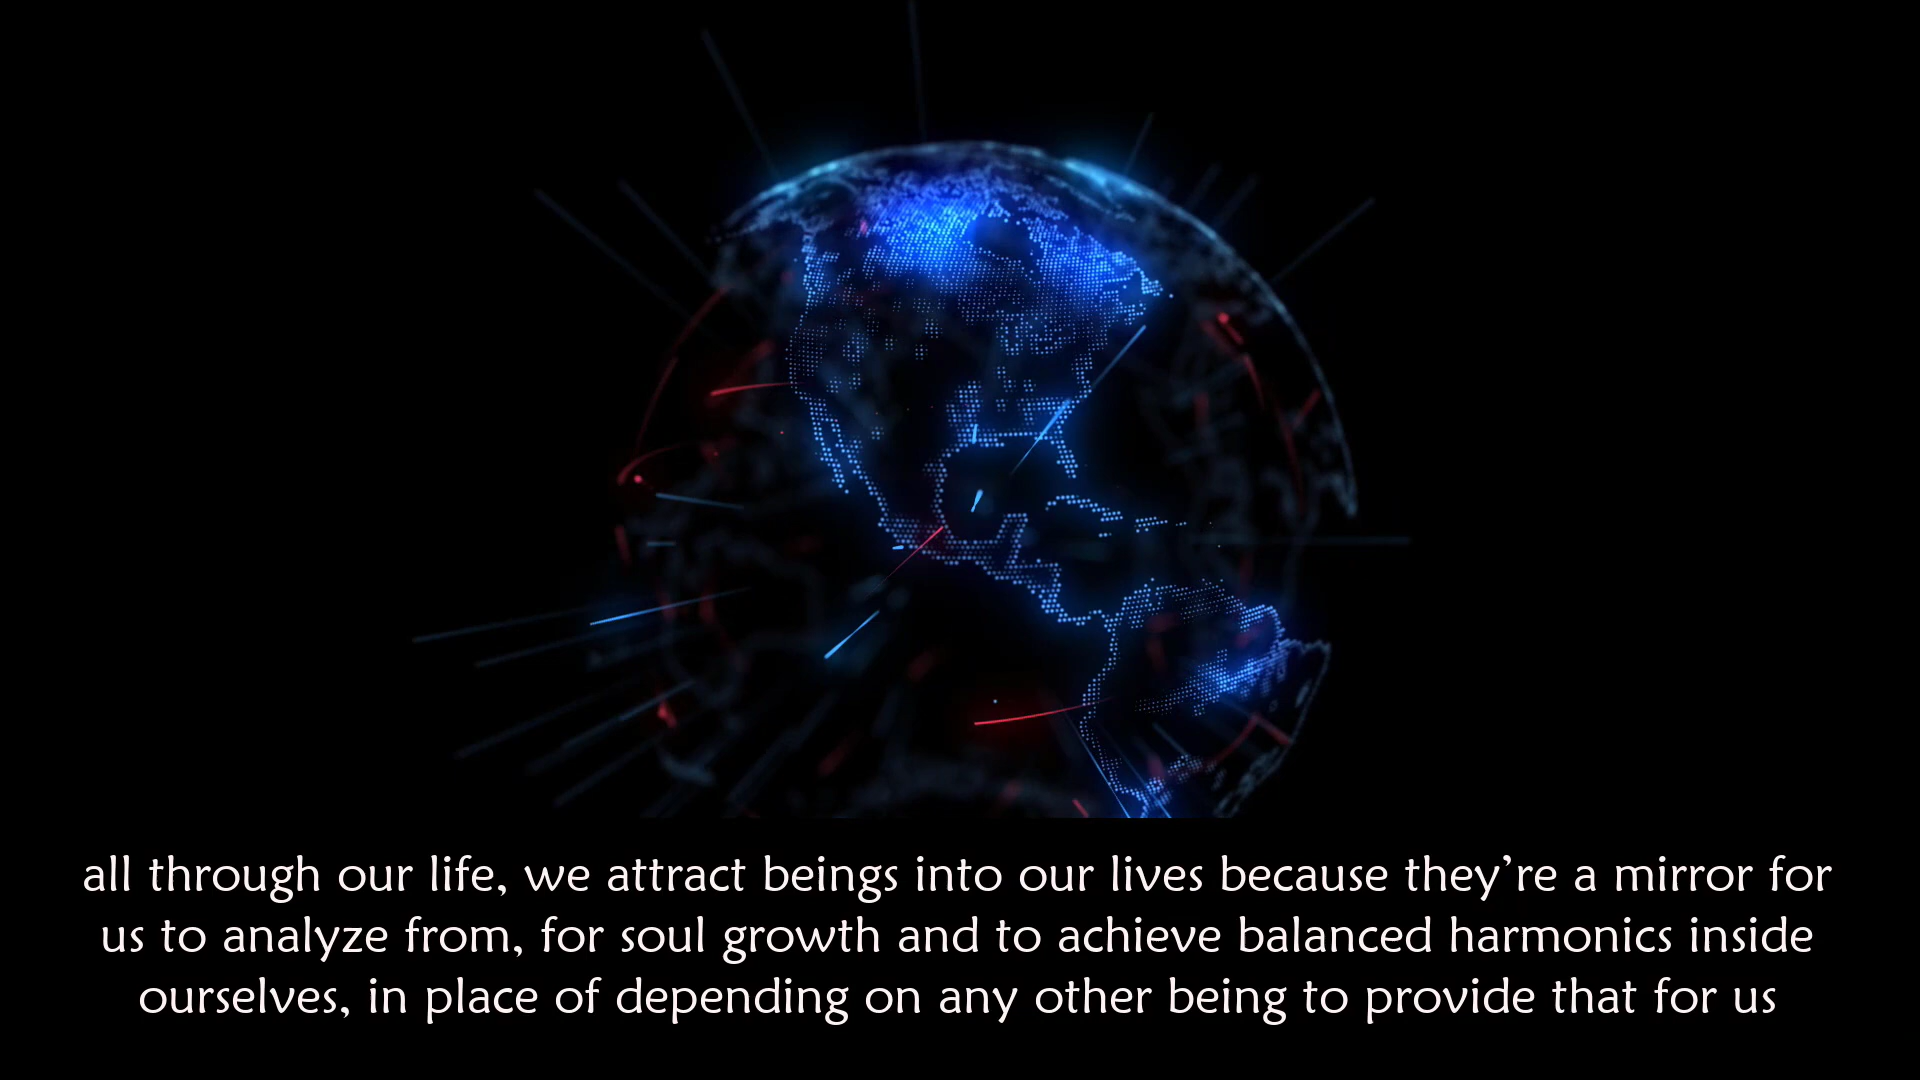 all through our life, we attract beings into our lives because they’re a mirror for
us to analyze from, for soul growth and to achieve balanced harmonics inside
ourselves, in place of depending on any other being to provide that for us